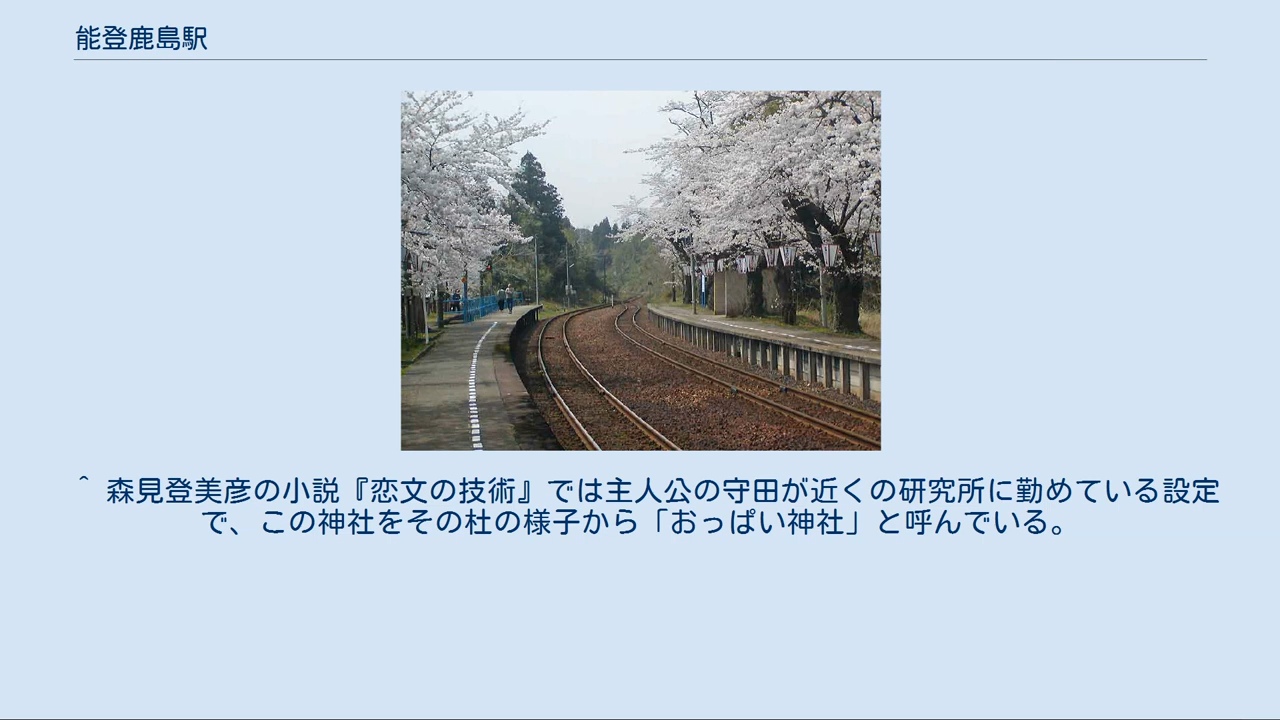 能登鹿島駅
^ 森見登美彦の小説『恋文の技術』では主人公の守田が近くの研究所に勤めている設定
で、この神社をその杜の様子から「おっぱい神社」と呼んでいる。